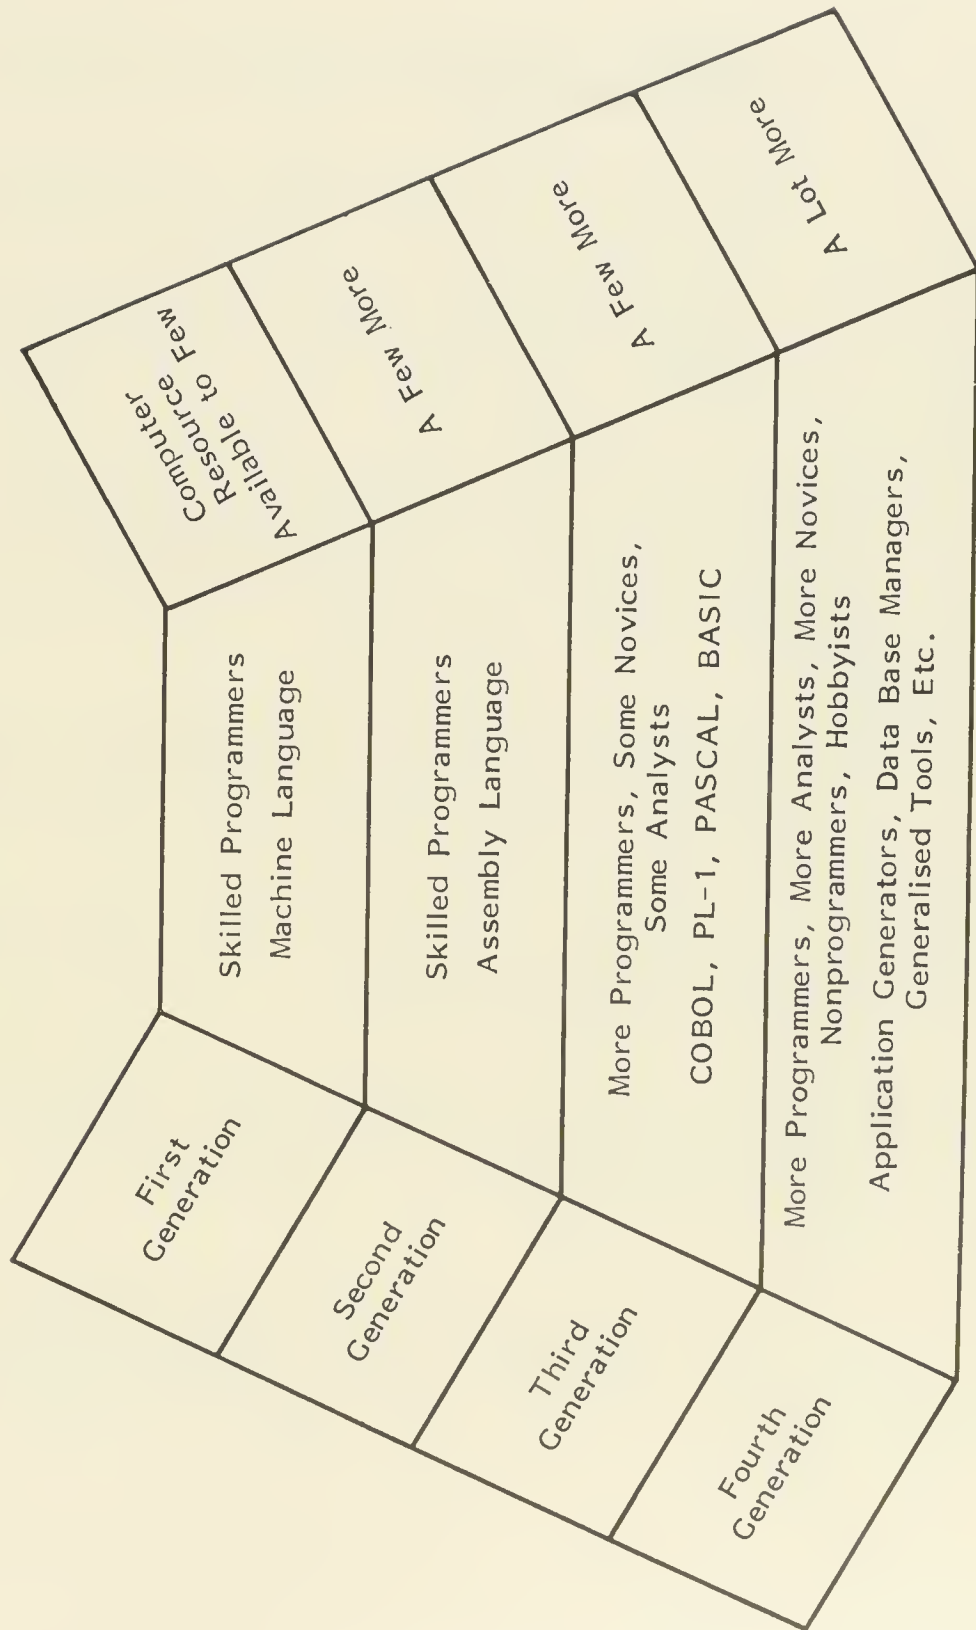 First
Generation
Skilled Programmers
Machine Language
Computer
Resource
Available to Few
Second
Generation
Skilled Programmers
Assembly Language
A Few More
Third
Generation
More Programmers, Some Novices,
Some Analysts
COBOL, PL-1, PASCAL, BASIC
A Few More
Fourth
Generation
More Programmers, More Analysts, More Novices,
Nonprogrammers, Hobbyists
Application Generators, Data Base Managers,
Generalised Tools, Etc.
A Lot More